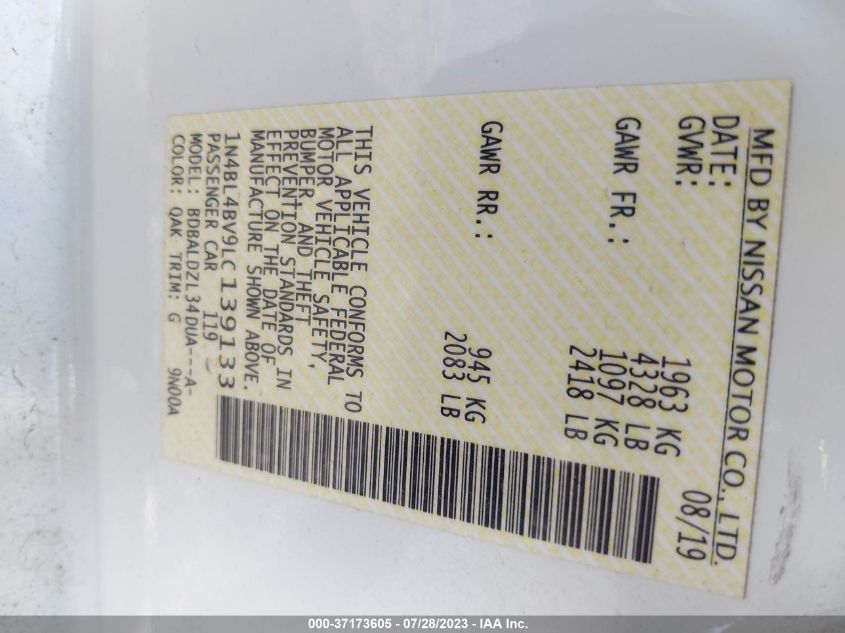 MFD BY NISSAN MOTOR CO., LTD.
DATE: 08/19
GVWR: 1963 KG
4328 LB
GAWR FR.: 1097 KG
2418 LB
GAWR RR.: 945 KG
2083 LB
THIS VEHICLE CONFORMS TO
ALL APPLICABLE FEDERAL
MOTOR VEHICLE SAFETY,
BUMPER, AND THEFT
PREVENTION STANDARDS IN
EFFECT ON THE DATE OF
MANUFACTURE SHOWN ABOVE.
1N4BL4BV9LC139133
PASSENGER CAR 119
MODEL: BDBALDZL34DUA---A-
COLOR: QAK TRIM: G 9N00A
000-37173605 - 07/28/2023 - IAA Inc.